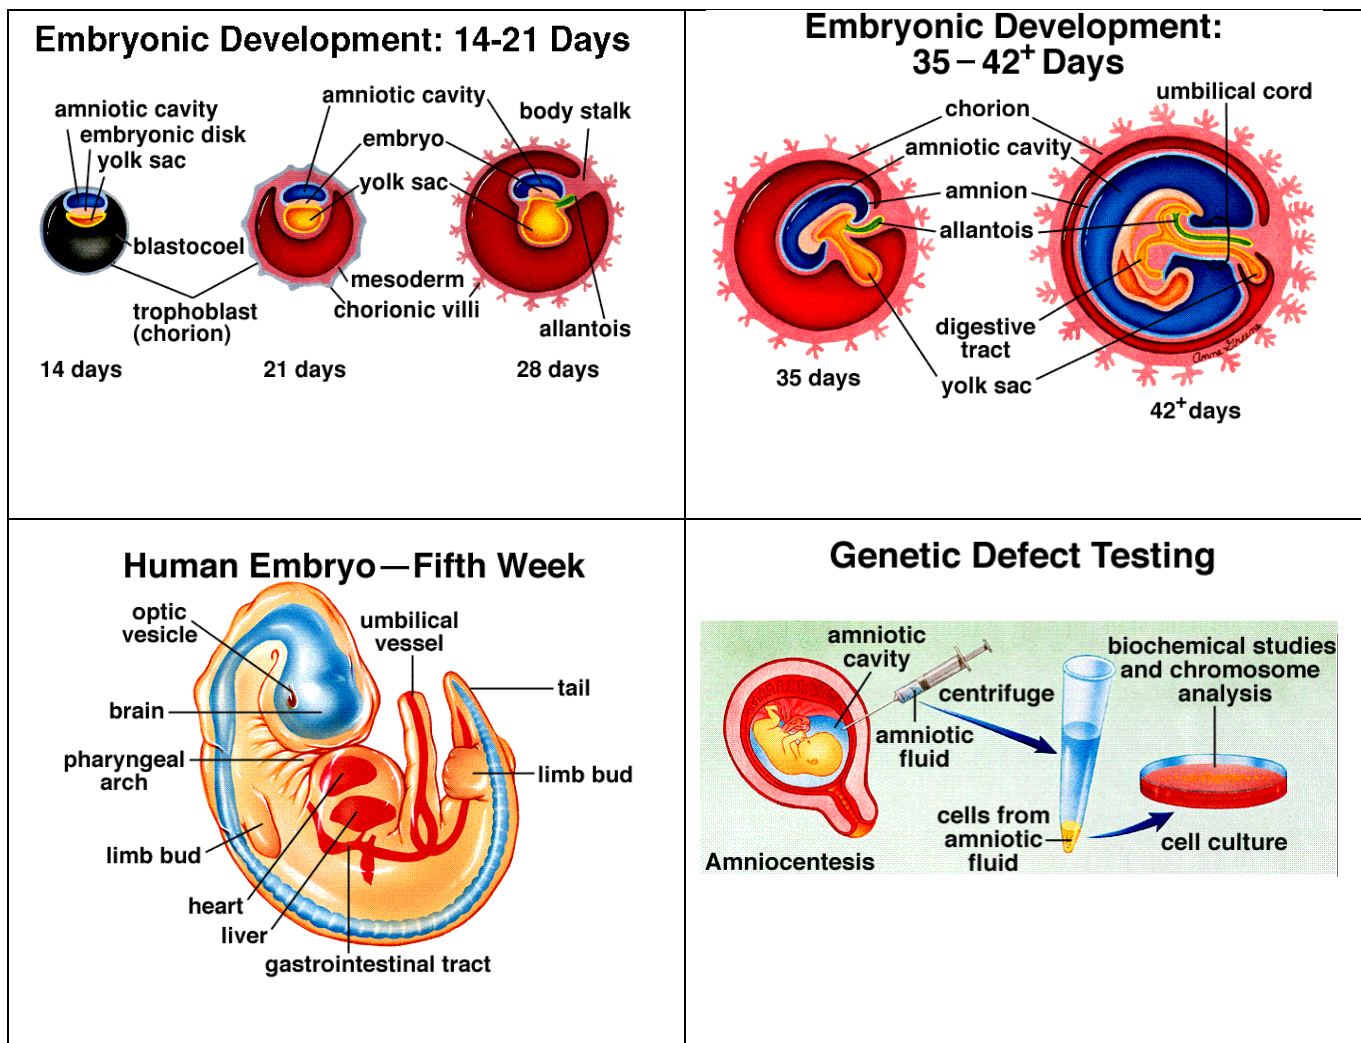 Embryonic Development: 14-21 Days
amniotic cavity
embryonic disk
yolk sac
blastocoel
trophoblast
(chorion)
14 days
amniotic cavity
embryo
yolk sac
mesoderm
chorionic villi
21 days
body stalk
allantois
28 days
Embryonic Development:
35 – 42+ Days
chorion
umbilical cord
amniotic cavity
amnion
allantois
digestive
tract
yolk sac
Anne Greene
35 days
42+ days
Human Embryo—Fifth Week
optic
vesicle
umbilical
vessel
tail
brain
pharyngeal
arch
limb bud
limb bud
heart
liver
gastrointestinal tract
Genetic Defect Testing
amniotic
cavity
centrifuge
amniotic
fluid
biochemical studies
and chromosome
analysis
cells from
amniotic
fluid
cell culture
Amniocentesis